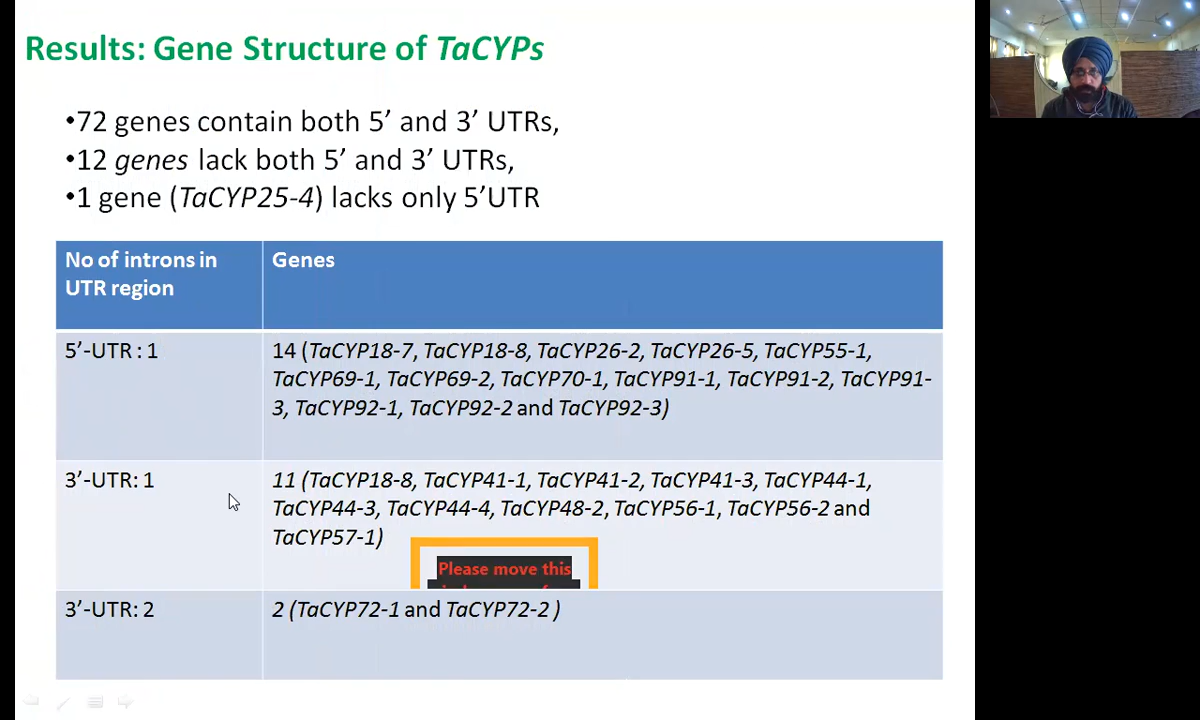 Results: Gene Structure of TaCYPs
•72 genes contain both 5’ and 3’ UTRs,
•12 genes lack both 5’ and 3’ UTRs,
•1 gene (TaCYP25-4) lacks only 5’UTR
No of introns in
UTR region
Genes
5’-UTR : 1
14 (TaCYP18-7, TaCYP18-8, TaCYP26-2, TaCYP26-5, TaCYP55-1,
TaCYP69-1, TaCYP69-2, TaCYP70-1, TaCYP91-1, TaCYP91-2, TaCYP91-
3, TaCYP92-1, TaCYP92-2 and TaCYP92-3)
3’-UTR: 1
11 (TaCYP18-8, TaCYP41-1, TaCYP41-2, TaCYP41-3, TaCYP44-1,
TaCYP44-3, TaCYP44-4, TaCYP48-2, TaCYP56-1, TaCYP56-2 and
TaCYP57-1)
Please move this
3’-UTR: 2
2 (TaCYP72-1 and TaCYP72-2 )